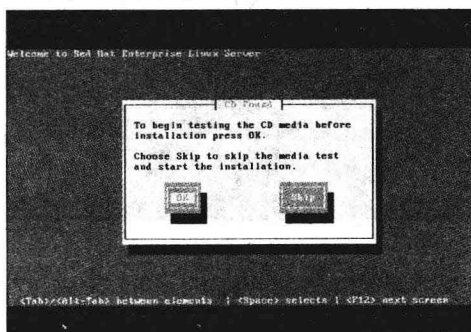 Welcome to Red Hat Enterprise Linux Server
CD Found
To begin testing the CD media before
installation press OK.
Choose Skip to skip the media test
and start the installation.
OK Skip
<Tab>/<Alt-Tab> between elements | <Space> selects | <F12> next screen